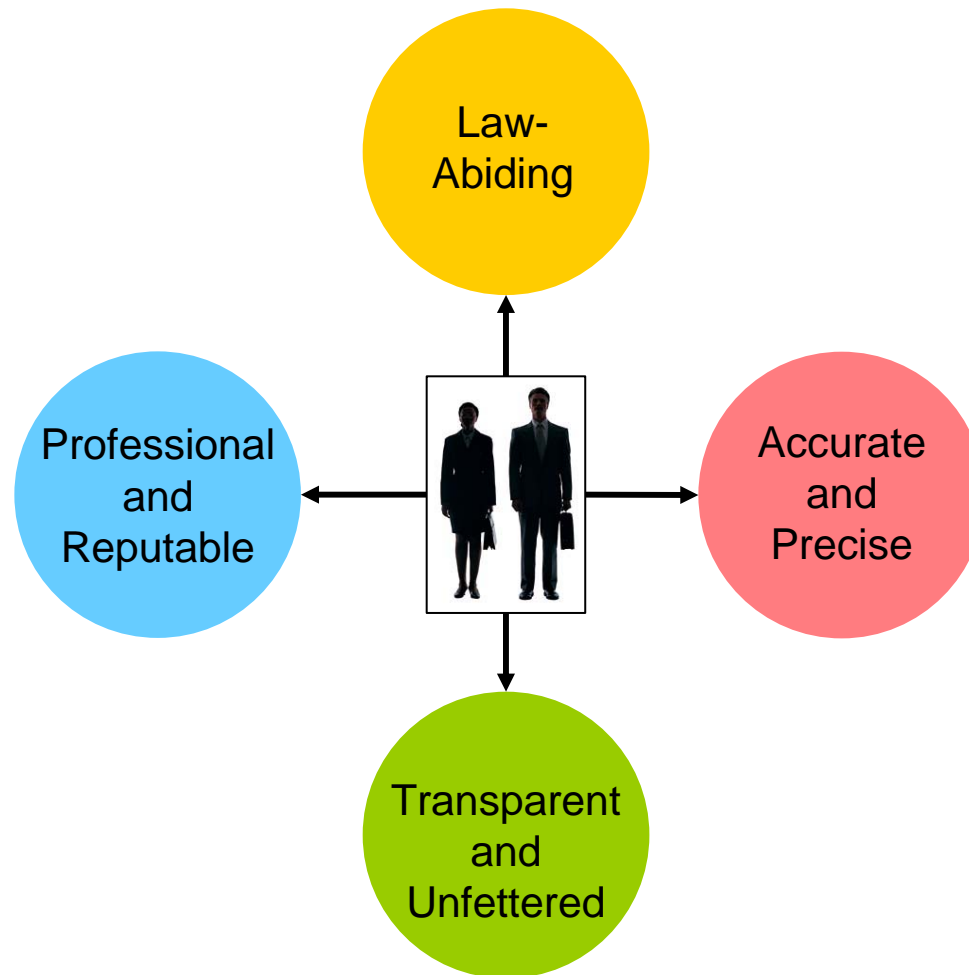 Law-
Abiding
Professional
and
Reputable
Accurate
and
Precise
Transparent
and
Unfettered